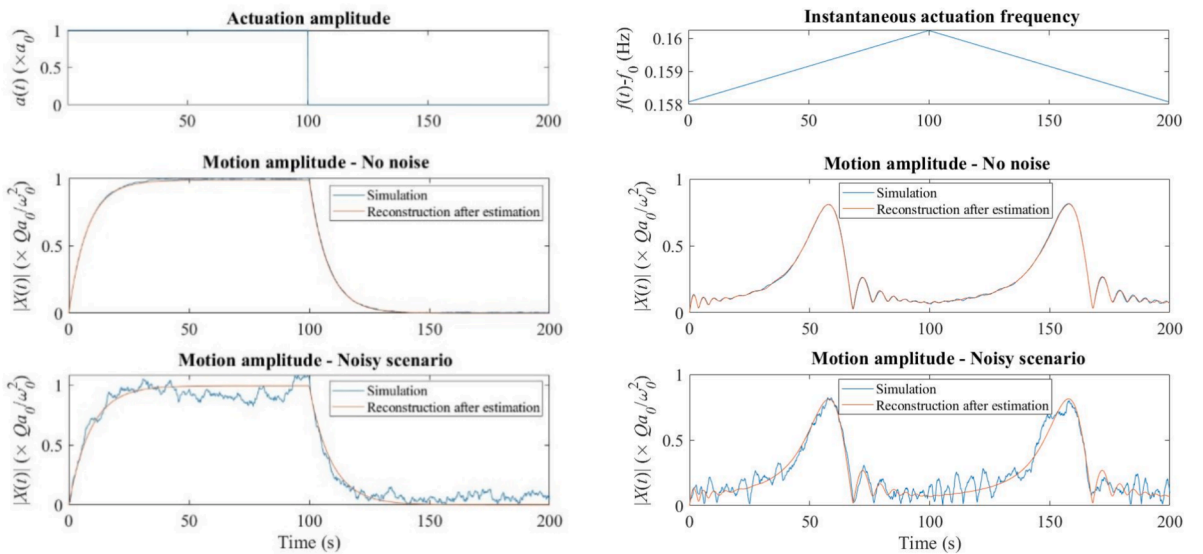 Actuation amplitude
a(t) (×a₀)
1
0.5
0
50
100
150
200
Motion amplitude - No noise
|X(t)| (× Qa₀/ω₀²)
1
0.5
0
Simulation
Reconstruction after estimation
0
50
100
150
200
Motion amplitude - Noisy scenario
|X(t)| (× Qa₀/ω₀²)
1
0.5
0
Simulation
Reconstruction after estimation
0
50
100
150
200
Time (s)
Instantaneous actuation frequency
f(t)-f₀ (Hz)
0.16
0.159
0.158
0
50
100
150
200
Motion amplitude - No noise
|X(t)| (× Qa₀/ω₀²)
1
0.5
0
Simulation
Reconstruction after estimation
0
50
100
150
200
Motion amplitude - Noisy scenario
|X(t)| (× Qa₀/ω₀²)
1
0.5
0
Simulation
Reconstruction after estimation
0
50
100
150
200
Time (s)